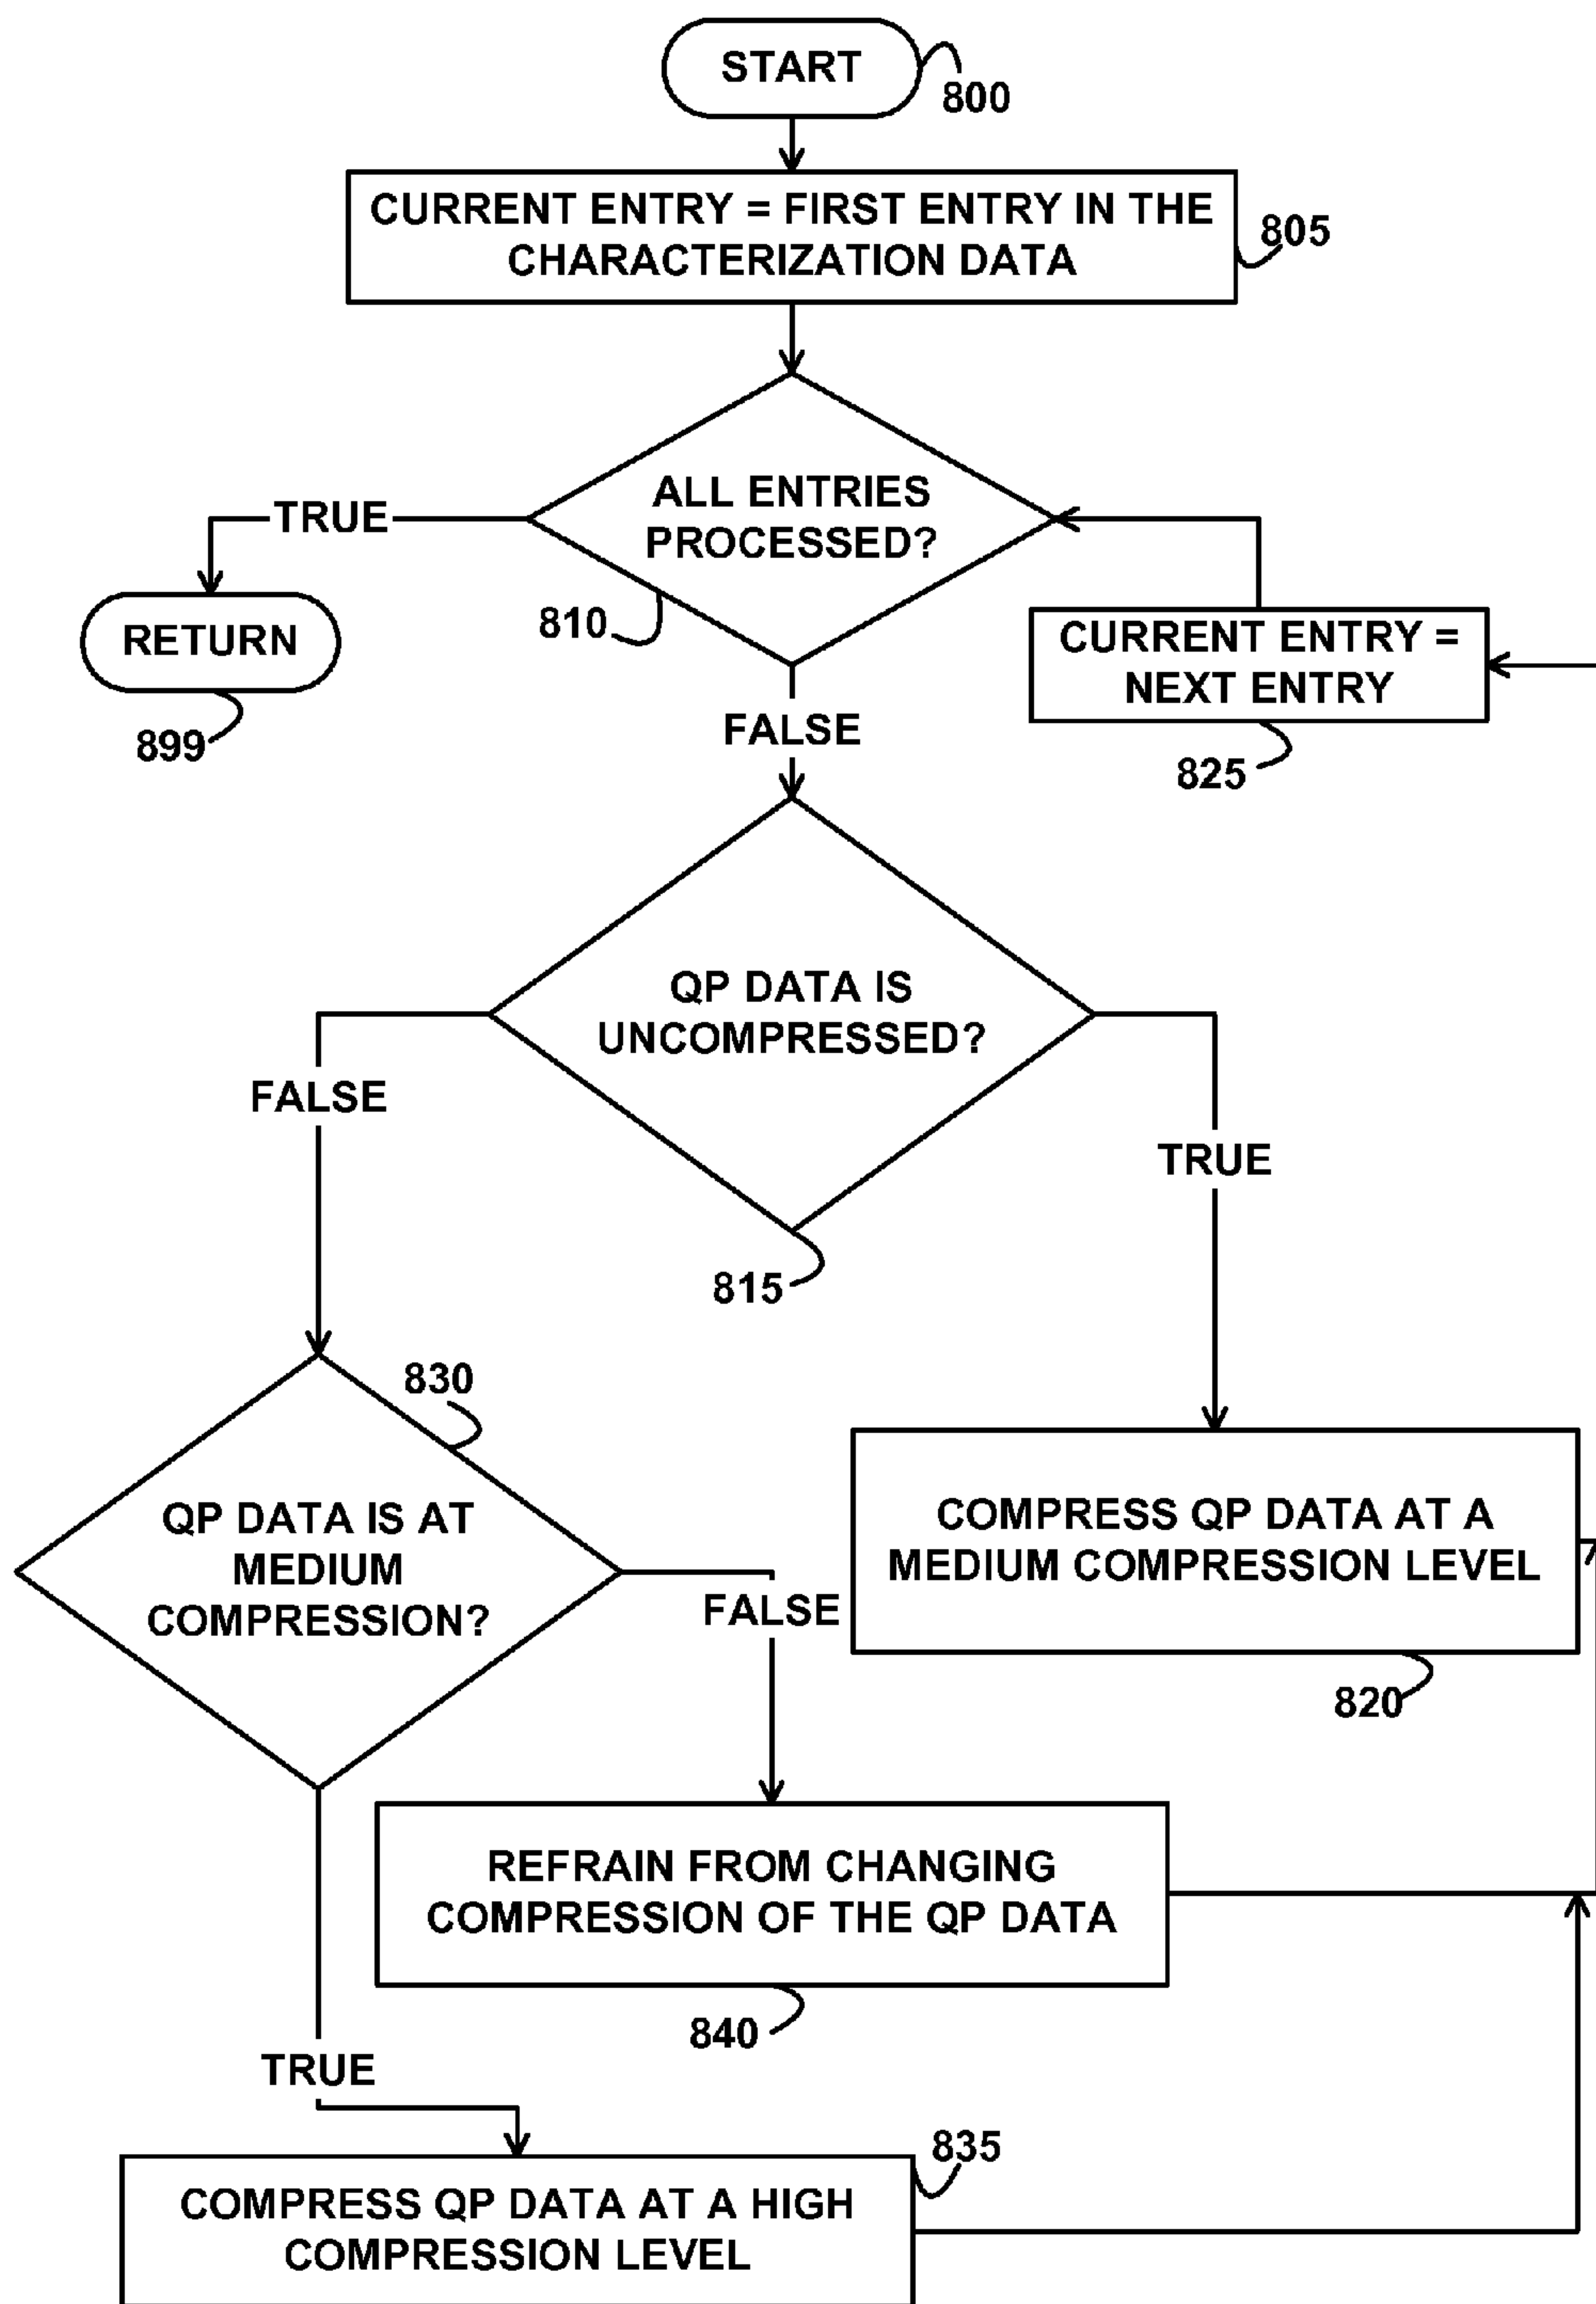 START
800
CURRENT ENTRY = FIRST ENTRY IN THE
CHARACTERIZATION DATA
805
ALL ENTRIES
PROCESSED?
TRUE
810
RETURN
899
CURRENT ENTRY =
NEXT ENTRY
825
FALSE
QP DATA IS
UNCOMPRESSED?
FALSE
TRUE
815
830
QP DATA IS AT
MEDIUM
COMPRESSION?
FALSE
COMPRESS QP DATA AT A
MEDIUM COMPRESSION LEVEL
820
REFRAIN FROM CHANGING
COMPRESSION OF THE QP DATA
840
TRUE
835
COMPRESS QP DATA AT A HIGH
COMPRESSION LEVEL